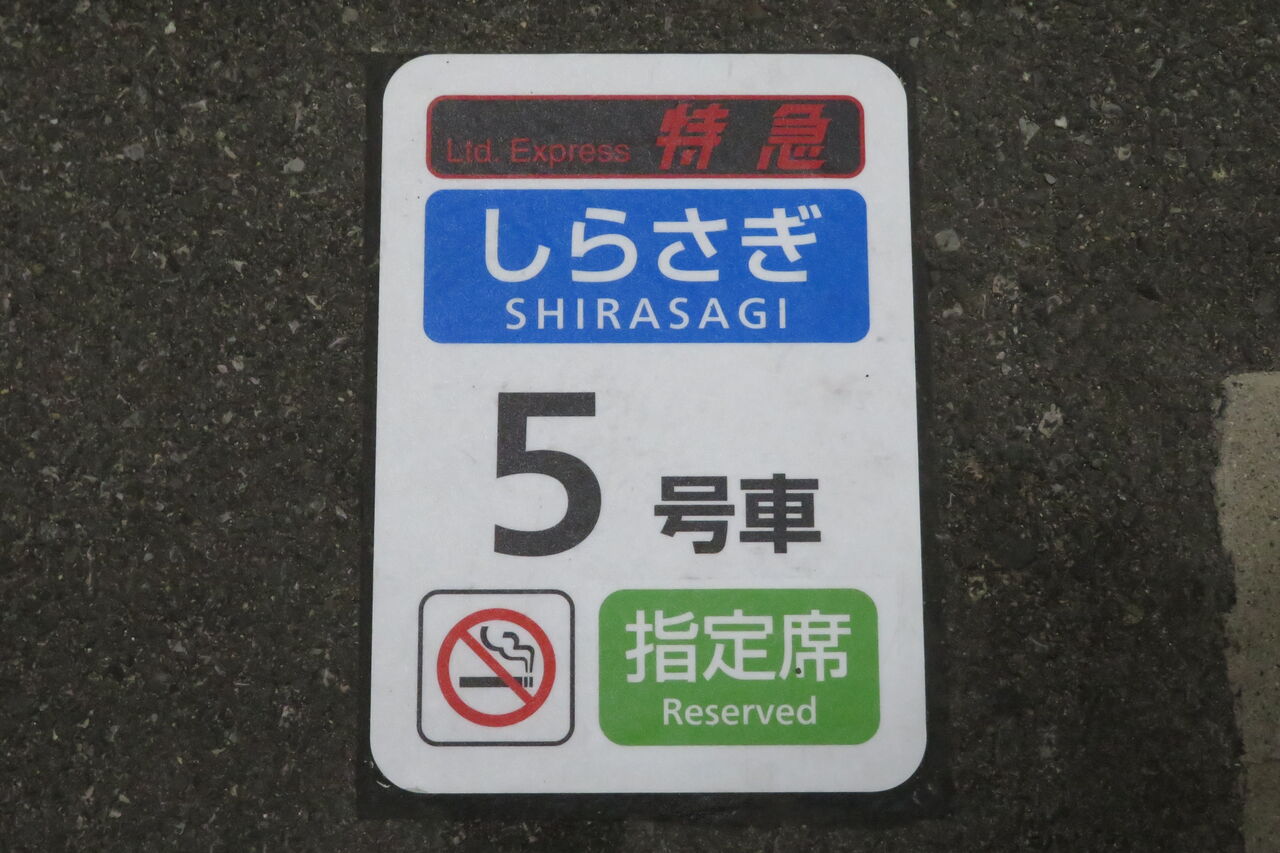 Ltd. Express 特急
しらさぎ
SHIRASAGI
5号車
指定席
Reserved